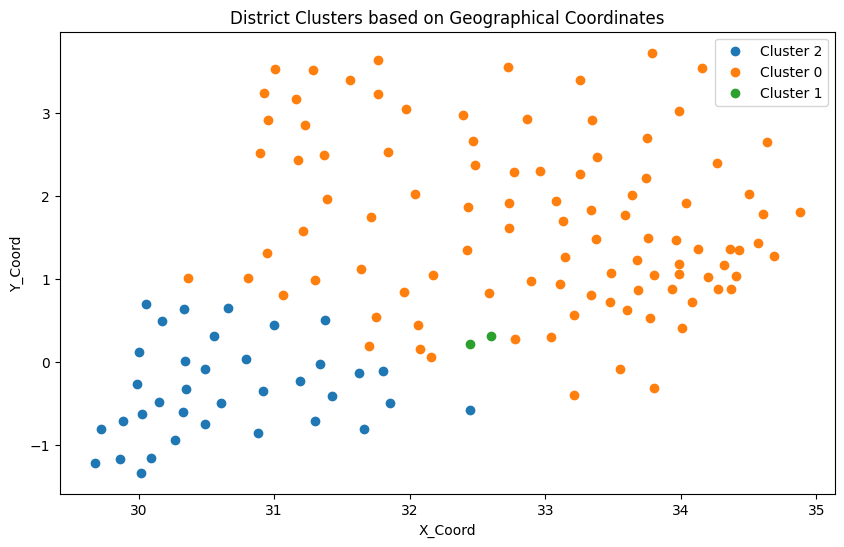 District Clusters based on Geographical Coordinates
Cluster 2
Cluster 0
Cluster 1
Y_Coord
3
2
1
0
−1
30
31
32
33
34
35
X_Coord